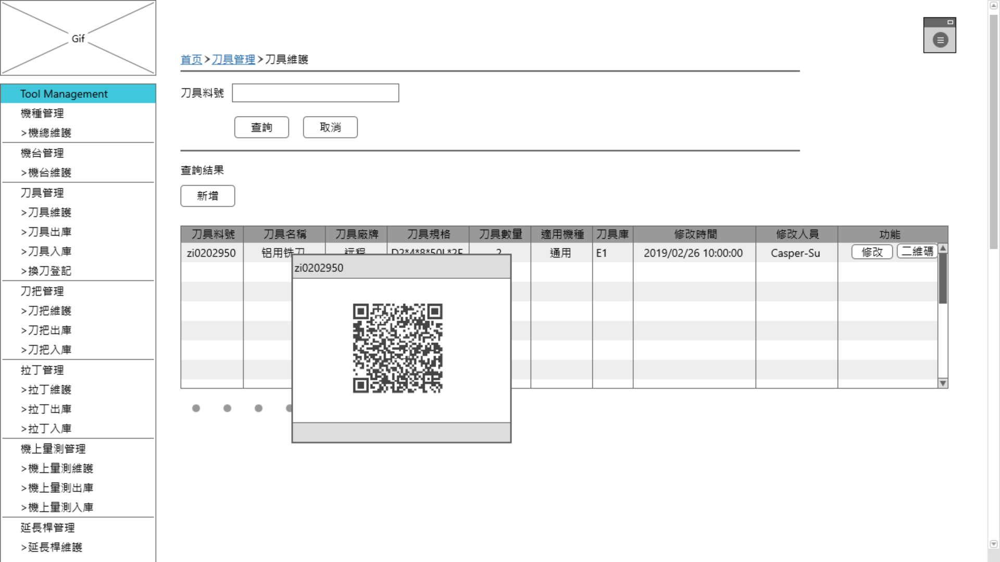 Gif
Tool Management
機種管理
>機總維護
機台管理
>機台維護
刀具管理
>刀具維護
>刀具出庫
>刀具入庫
>換刀登記
刀把管理
>刀把維護
>刀把出庫
>刀把入庫
拉丁管理
>拉丁維護
>拉丁出庫
>拉丁入庫
機上量測管理
>機上量測維護
>機上量測出庫
>機上量測入庫
延長桿管理
>延長桿維護
首页>刀具管理>刀具維護
刀具料號
查詢 取消
查詢結果
新增
刀具料號 刀具名稱 刀具廠牌 刀具規格 刀具數量 適用機種 刀具庫 修改時間 修改人員 功能
zi0202950 铝用铣刀 远程 D2*4*8*50L*2F 2 通用 E1 2019/02/26 10:00:00 Casper-Su 修改 二維碼
zi0202950